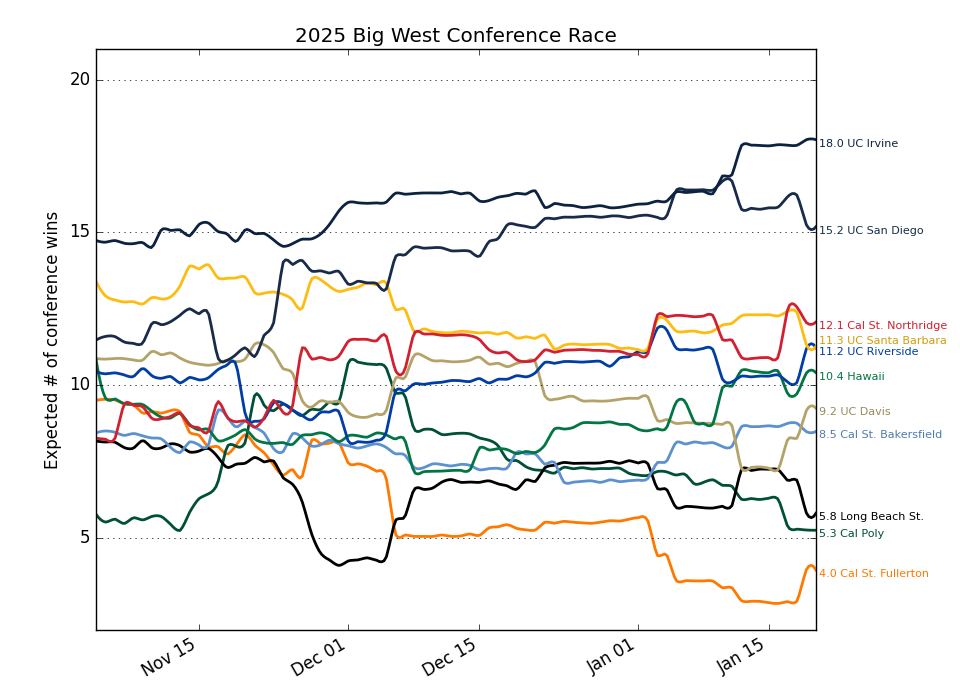 2025 Big West Conference Race
Expected # of conference wins
20
15
10
5
18.0 UC Irvine
15.2 UC San Diego
12.1 Cal St. Northridge
11.3 UC Santa Barbara
11.2 UC Riverside
10.4 Hawaii
9.2 UC Davis
8.5 Cal St. Bakersfield
5.8 Long Beach St.
5.3 Cal Poly
4.0 Cal St. Fullerton
Nov 15
Dec 01
Dec 15
Jan 01
Jan 15